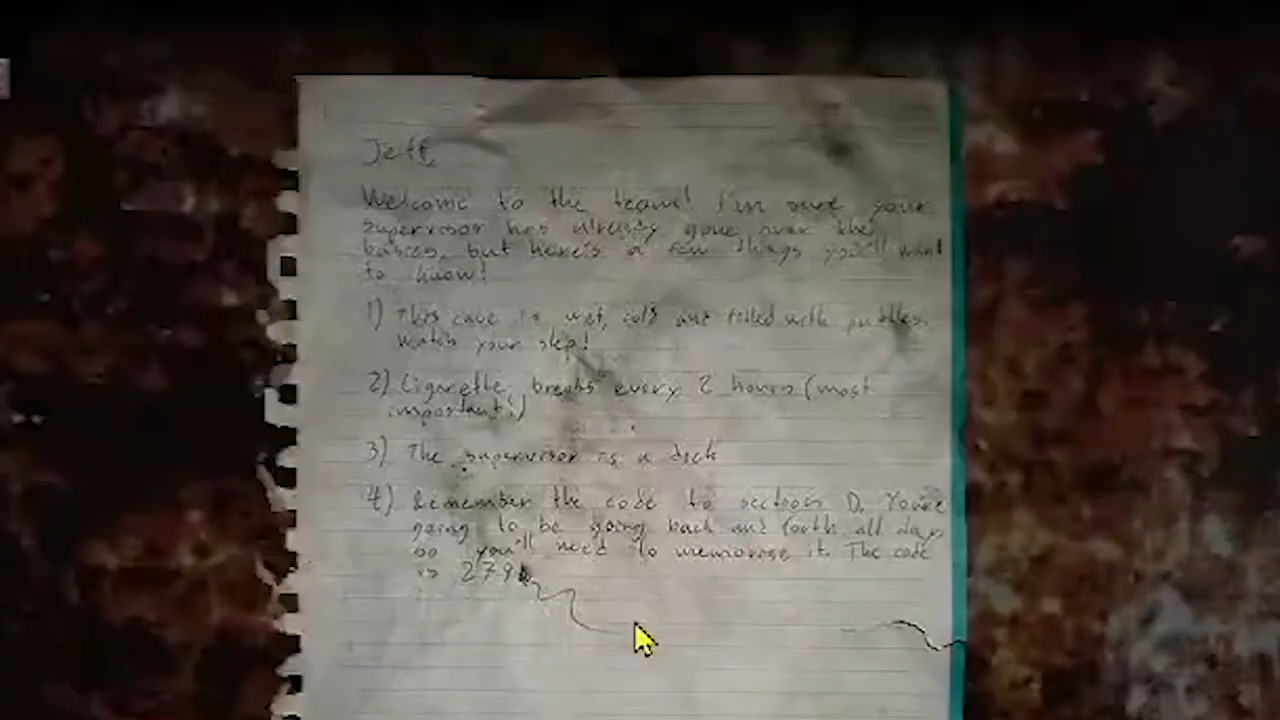 Jeff,
Welcome to the team! I'm sure your
supervisor has already gone over the
basics, but here's a few things you'll want
to know!
1) This cave is wet, cold and filled with puddles.
Watch your step!
2) Cigarette breaks every 2 hours (most
important!)
3) The supervisor is a dick
4) Remember the code to section D. You're
going to be going back and forth all day
so you'll need to memorise it. The code
is 279